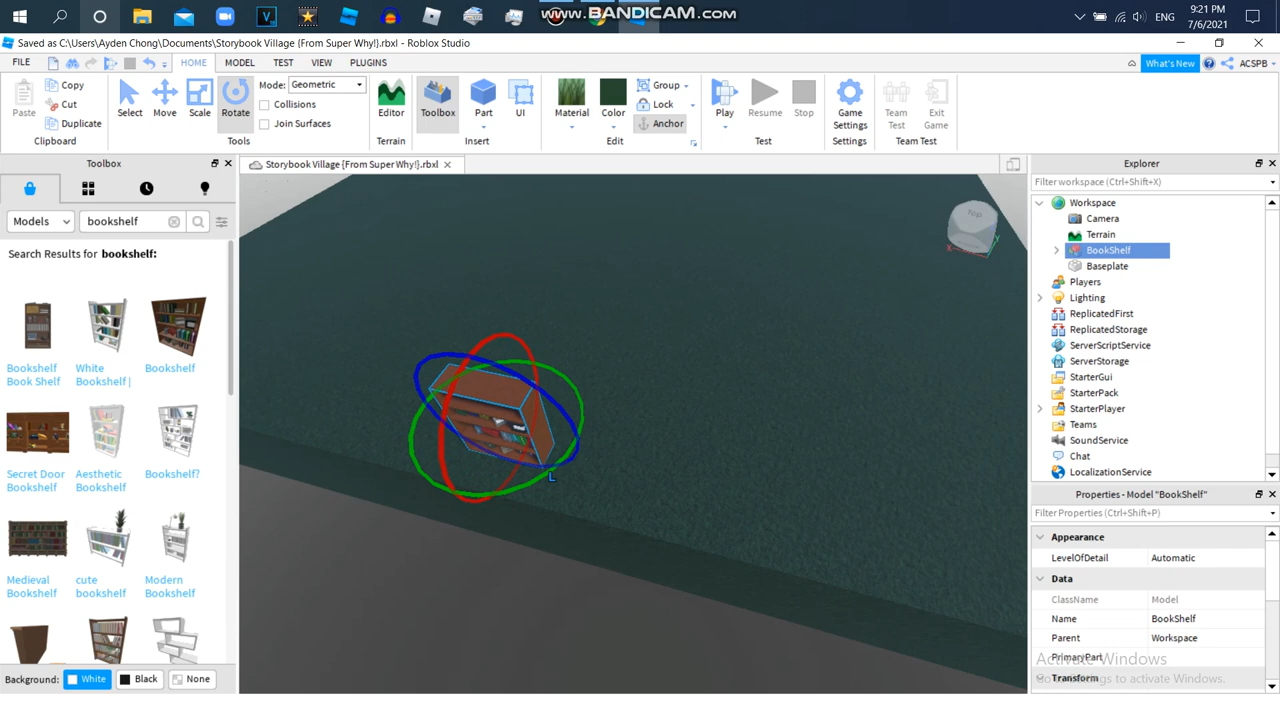 www.BANDICAM.com
ENG
9:21 PM
7/6/2021
Saved as C:\Users\Ayden Chong\Documents\Storybook Village {From Super Why!}.rbxl - Roblox Studio
FILE HOME MODEL TEST VIEW PLUGINS What's New ACSPB
Paste Copy Cut Duplicate Clipboard
Select Move Scale Rotate Mode: Geometric Collisions Join Surfaces Tools
Editor Terrain
Toolbox Part UI Insert
Material Color Group Lock Anchor Edit
Play Resume Stop Test
Game Settings Settings
Team Test Exit Game Team Test
Toolbox
Models bookshelf
Search Results for bookshelf:
Bookshelf Book Shelf
White Bookshelf |
Bookshelf
Secret Door Bookshelf
Aesthetic Bookshelf
Bookshelf?
Medieval Bookshelf
cute bookshelf
Modern Bookshelf
Background: White Black None
Storybook Village {From Super Why!}.rbxl
Top
X
Y
L
Explorer
Filter workspace (Ctrl+Shift+X)
Workspace
Camera
Terrain
BookShelf
Baseplate
Players
Lighting
ReplicatedFirst
ReplicatedStorage
ServerScriptService
ServerStorage
StarterGui
StarterPack
StarterPlayer
Teams
SoundService
Chat
LocalizationService
Properties - Model "BookShelf"
Filter Properties (Ctrl+Shift+P)
Appearance
LevelOfDetail Automatic
Data
ClassName Model
Name BookShelf
Parent Workspace
PrimaryPart
Transform
Activate Windows
Go to Settings to activate Windows.